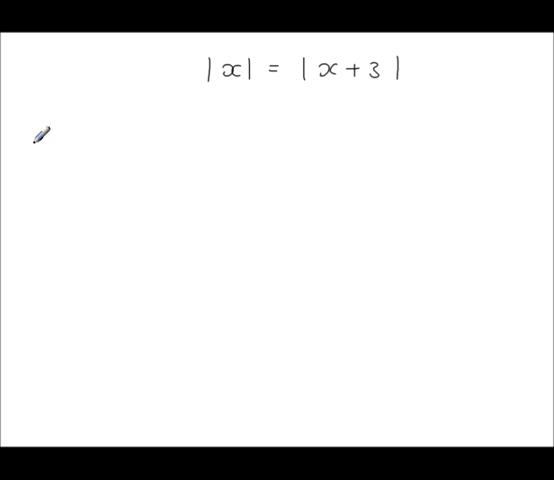 |x| = |x + 3|